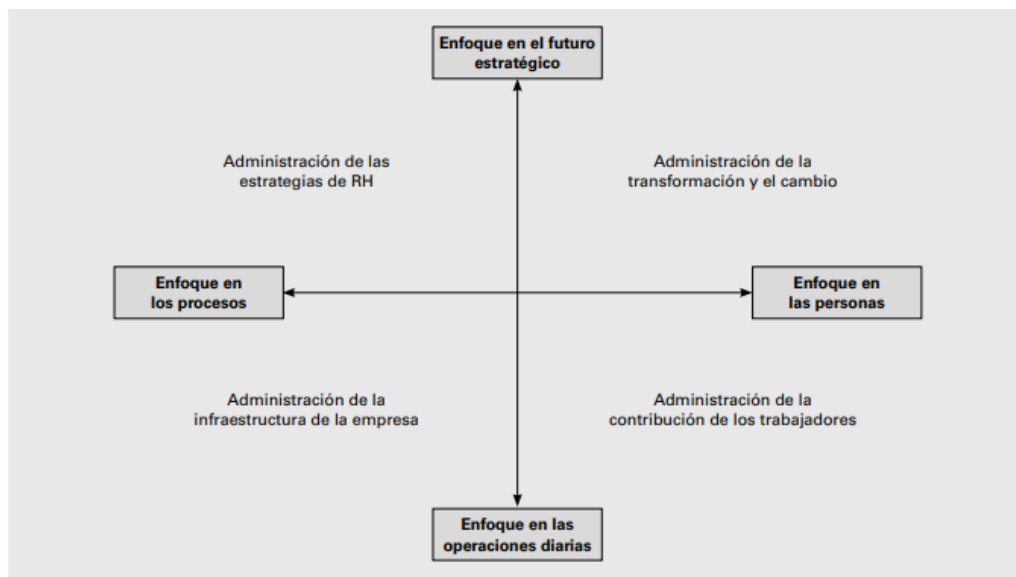 Enfoque en el futuro
estratégico
Administración de las
estrategias de RH
Administración de la
transformación y el cambio
Enfoque en
los procesos
Enfoque en
las personas
Administración de la
infraestructura de la empresa
Administración de la
contribución de los trabajadores
Enfoque en las
operaciones diarias